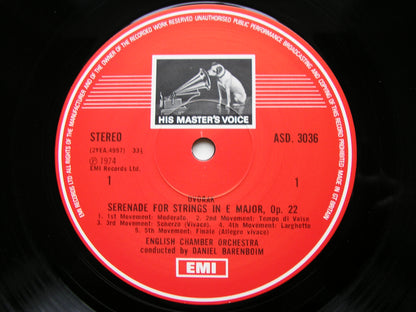 EMI RECORDS LTD. ALL RIGHTS OF THE MANUFACTURER AND OF THE OWNER OF THE RECORDED WORK RESERVED UNAUTHORISED PUBLIC PERFORMANCE BROADCASTING AND COPYING OF THIS RECORD PROHIBITED MADE IN GT BRITAIN
HIS MASTER'S VOICE
STEREO
ASD. 3036
(2YEA.4997) 33⅓
Ⓟ 1974
EMI Records Ltd.
1
1
DVOŘÁK
SERENADE FOR STRINGS IN E MAJOR, Op. 22
1. 1st Movement: Moderato. 2. 2nd Movement: Tempo di Valse
3. 3rd Movement: Scherzo (Vivace). 4. 4th Movement: Larghetto
5. 5th Movement: Finale (Allegro vivace)
ENGLISH CHAMBER ORCHESTRA
conducted by DANIEL BARENBOIM
EMI